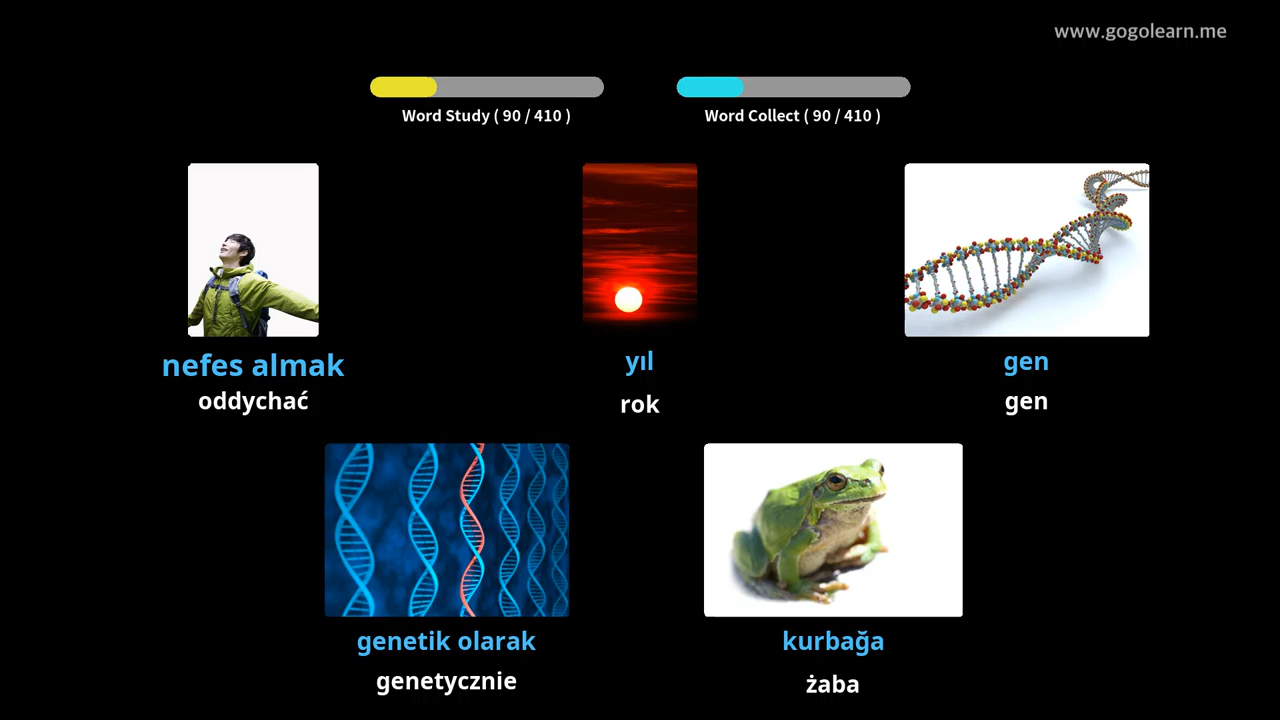 www.gogolearn.me
Word Study ( 90 / 410 )
Word Collect ( 90 / 410 )
nefes almak
oddychać
yıl
rok
gen
gen
genetik olarak
genetycznie
kurbağa
żaba